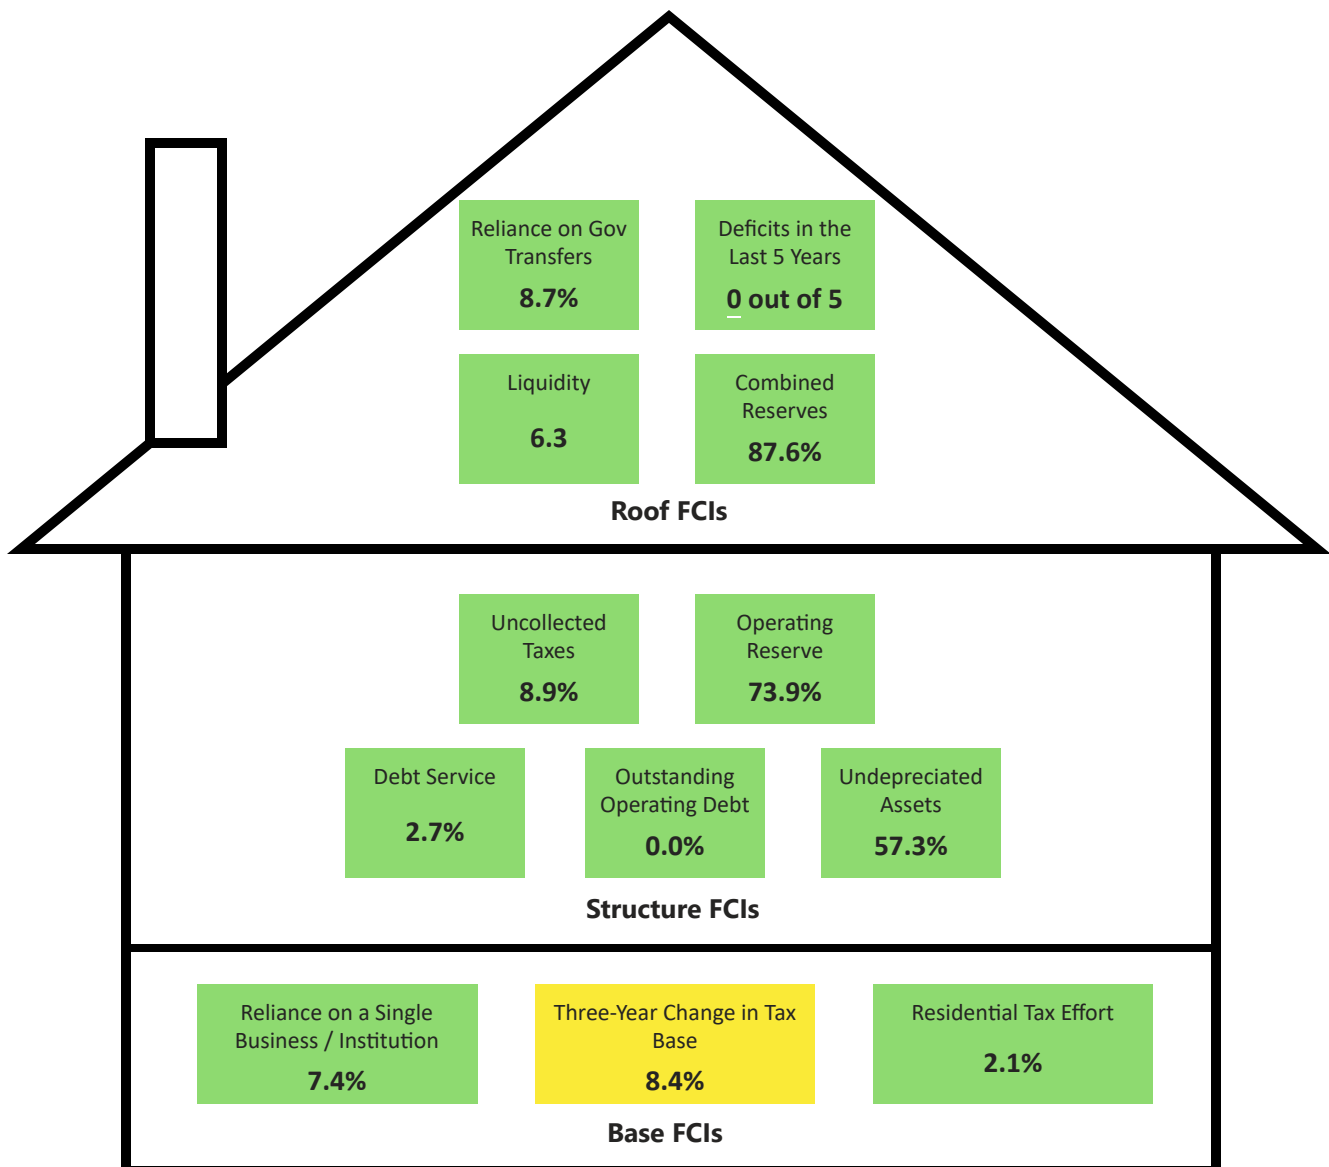 Reliance on Gov
Transfers
8.7%
Deficits in the
Last 5 Years
0 out of 5
Liquidity
6.3
Combined
Reserves
87.6%
Roof FCIs
Uncollected
Taxes
8.9%
Operating
Reserve
73.9%
Debt Service
2.7%
Outstanding
Operating Debt
0.0%
Undepreciated
Assets
57.3%
Structure FCIs
Reliance on a Single
Business / Institution
7.4%
Three-Year Change in Tax
Base
8.4%
Residential Tax Effort
2.1%
Base FCIs